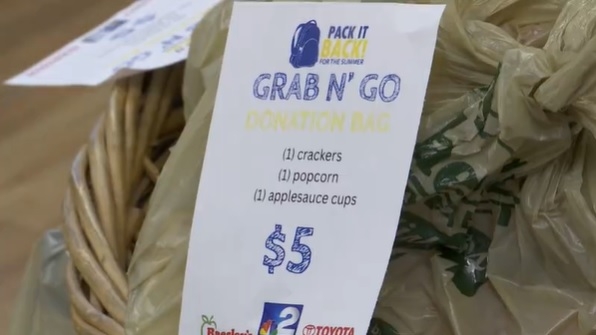 PACK IT
BACK!
FOR THE SUMMER
GRAB N' GO
DONATION BAG
(1) crackers
(1) popcorn
(1) applesauce cups
$5
2
TOYOTA